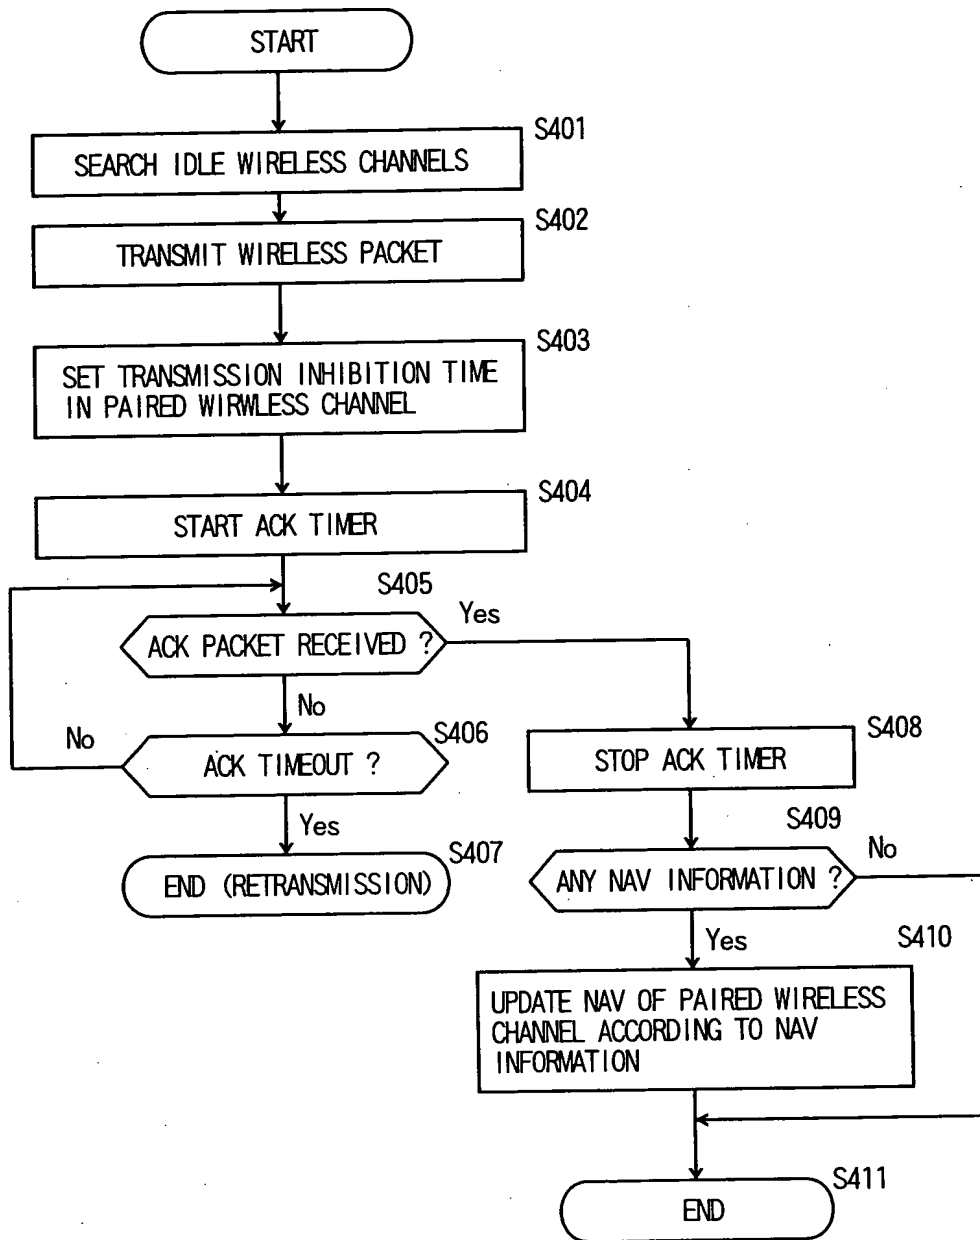 START
S401
SEARCH IDLE WIRELESS CHANNELS
S402
TRANSMIT WIRELESS PACKET
S403
SET TRANSMISSION INHIBITION TIME
IN PAIRED WIRWLESS CHANNEL
S404
START ACK TIMER
S405
ACK PACKET RECEIVED ?
Yes
No
No
S406
ACK TIMEOUT ?
Yes
S407
END (RETRANSMISSION)
S408
STOP ACK TIMER
S409
ANY NAV INFORMATION ?
No
Yes
S410
UPDATE NAV OF PAIRED WIRELESS
CHANNEL ACCORDING TO NAV
INFORMATION
S411
END